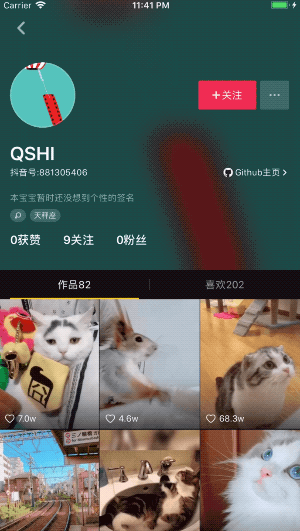 Carrier 11:41 PM
+关注
QSHI
抖音号:881305406 Github主页
本宝宝暂时还没想到个性的签名
天秤座
0获赞 9关注 0粉丝
作品82 喜欢202
7.0w 4.6w 68.3w